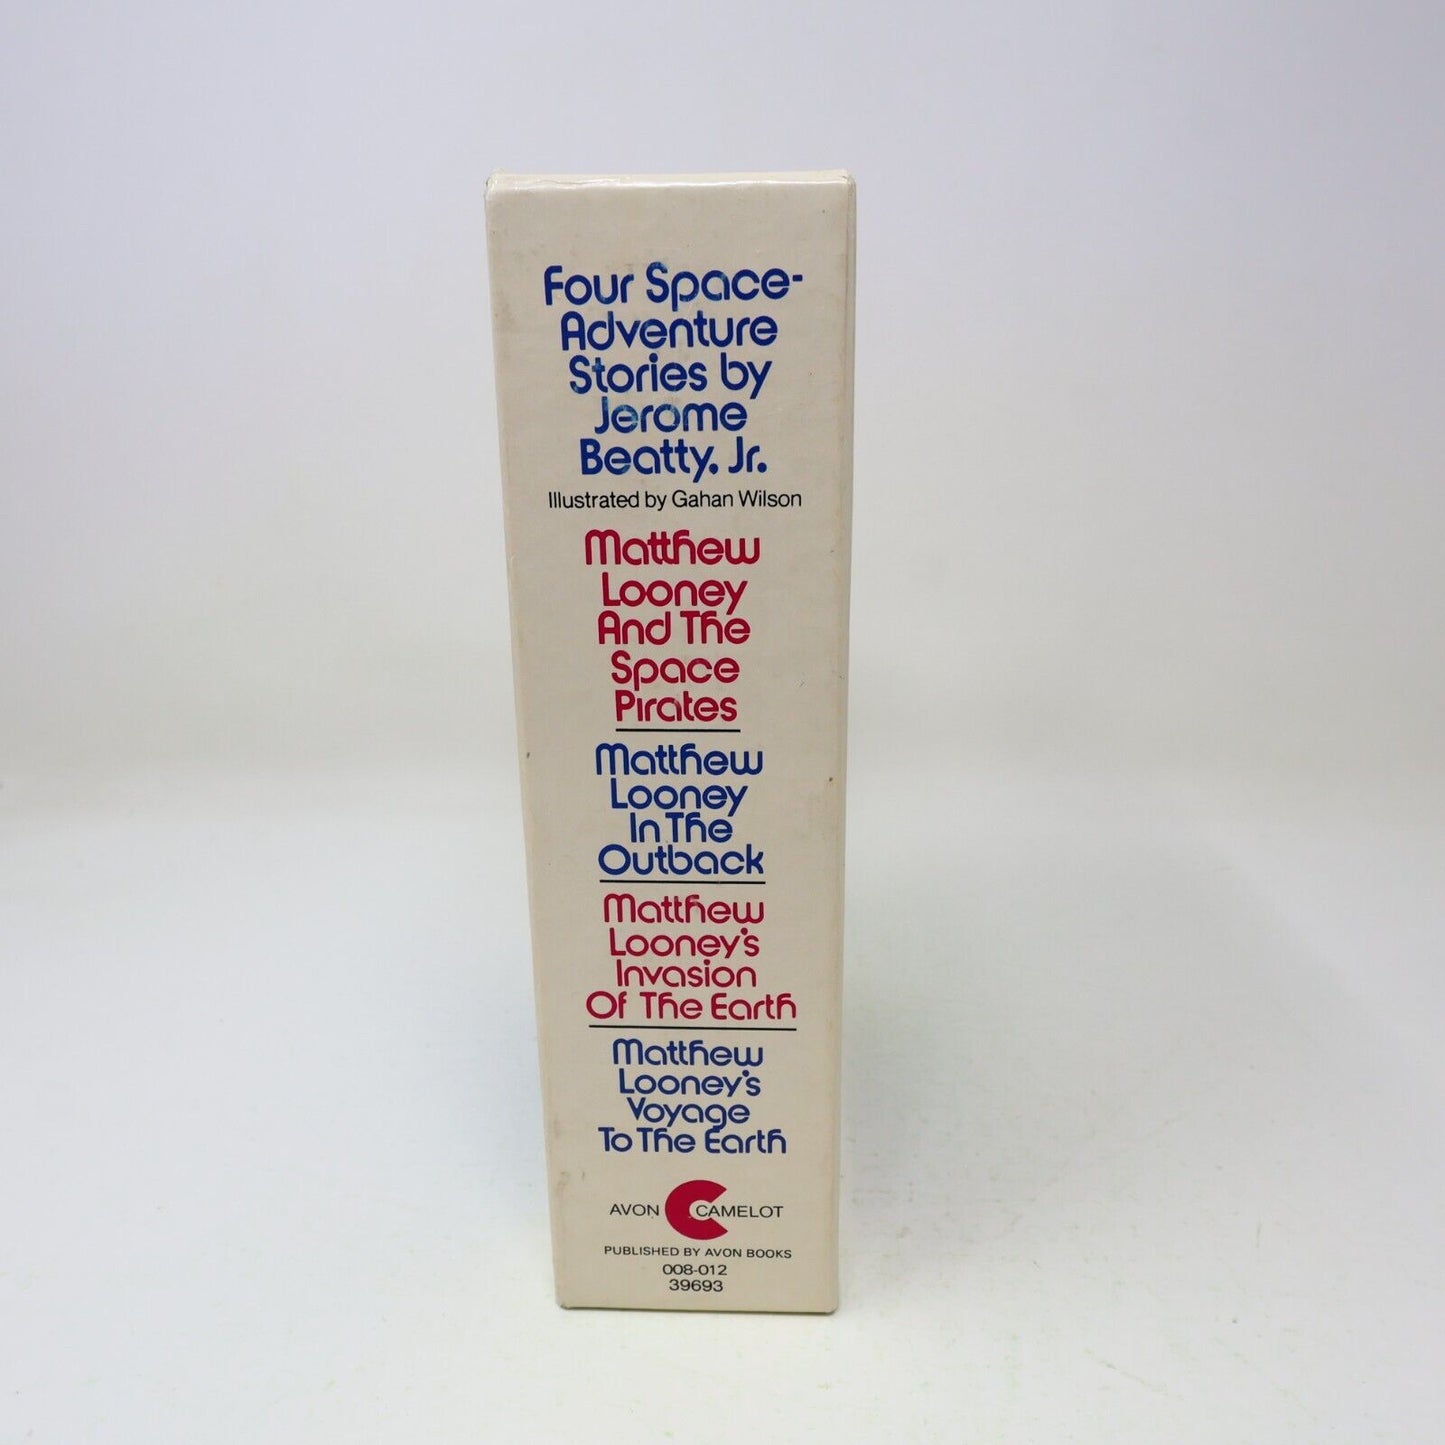 Four Space-
Adventure
Stories by
Jerome
Beatty, Jr.
Illustrated by Gahan Wilson
Matthew
Looney
And The
Space
Pirates
Matthew
Looney
In The
Outback
Matthew
Looney's
Invasion
Of The Earth
Matthew
Looney's
Voyage
To The Earth
AVON CAMELOT
PUBLISHED BY AVON BOOKS
008-012
39693